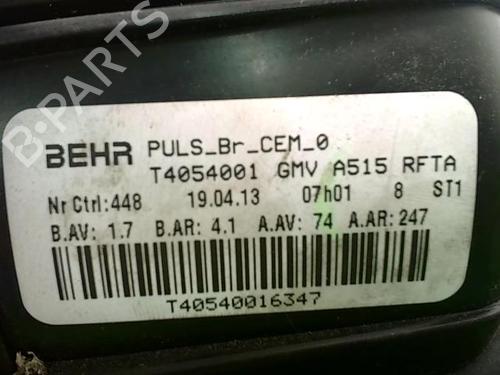 BEHR PULS_Br_CEM_0
T4054001 GMV A515 RFTA
Nr Ctrl:448 19.04.13 07h01 8 ST1
B.AV: 1.7 B.AR: 4.1 A.AV: 74 A.AR: 247
T40540016347
B-PARTS